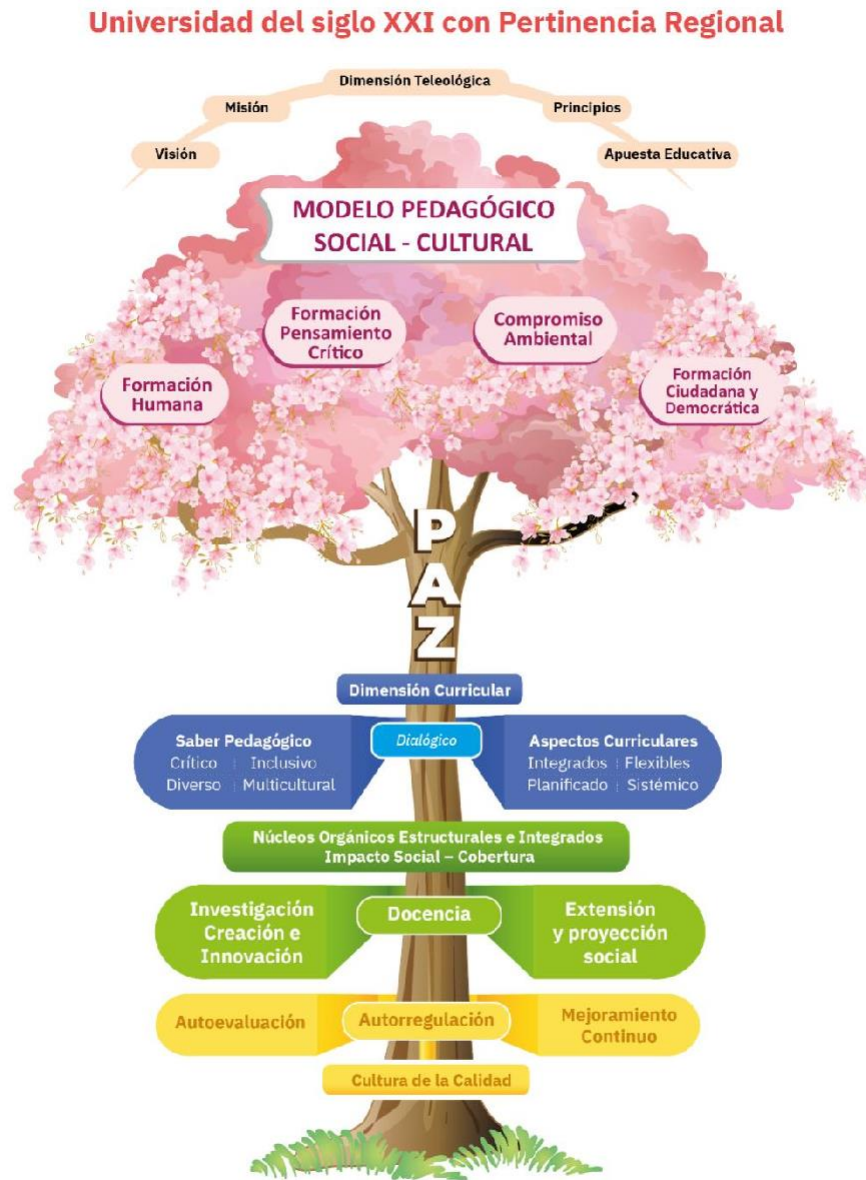 Universidad del siglo XXI con Pertinencia Regional
Dimensión Teleológica
Misión
Principios
Visión
Apuesta Educativa
MODELO PEDAGÓGICO
SOCIAL - CULTURAL
Formación
Pensamiento
Crítico
Compromiso
Ambiental
Formación
Humana
Formación
Ciudadana y
Democrática
PAZ
Dimensión Curricular
Saber Pedagógico
Crítico
Inclusivo
Diverso
Multicultural
Dialógico
Aspectos Curriculares
Integrados
Flexibles
Planificado
Sistémico
Núcleos Orgánicos Estructurales e Integrados
Impacto Social – Cobertura
Investigación
Creación e
Innovación
Docencia
Extensión
y proyección
social
Autoevaluación
Autorregulación
Mejoramiento
Continuo
Cultura de la Calidad